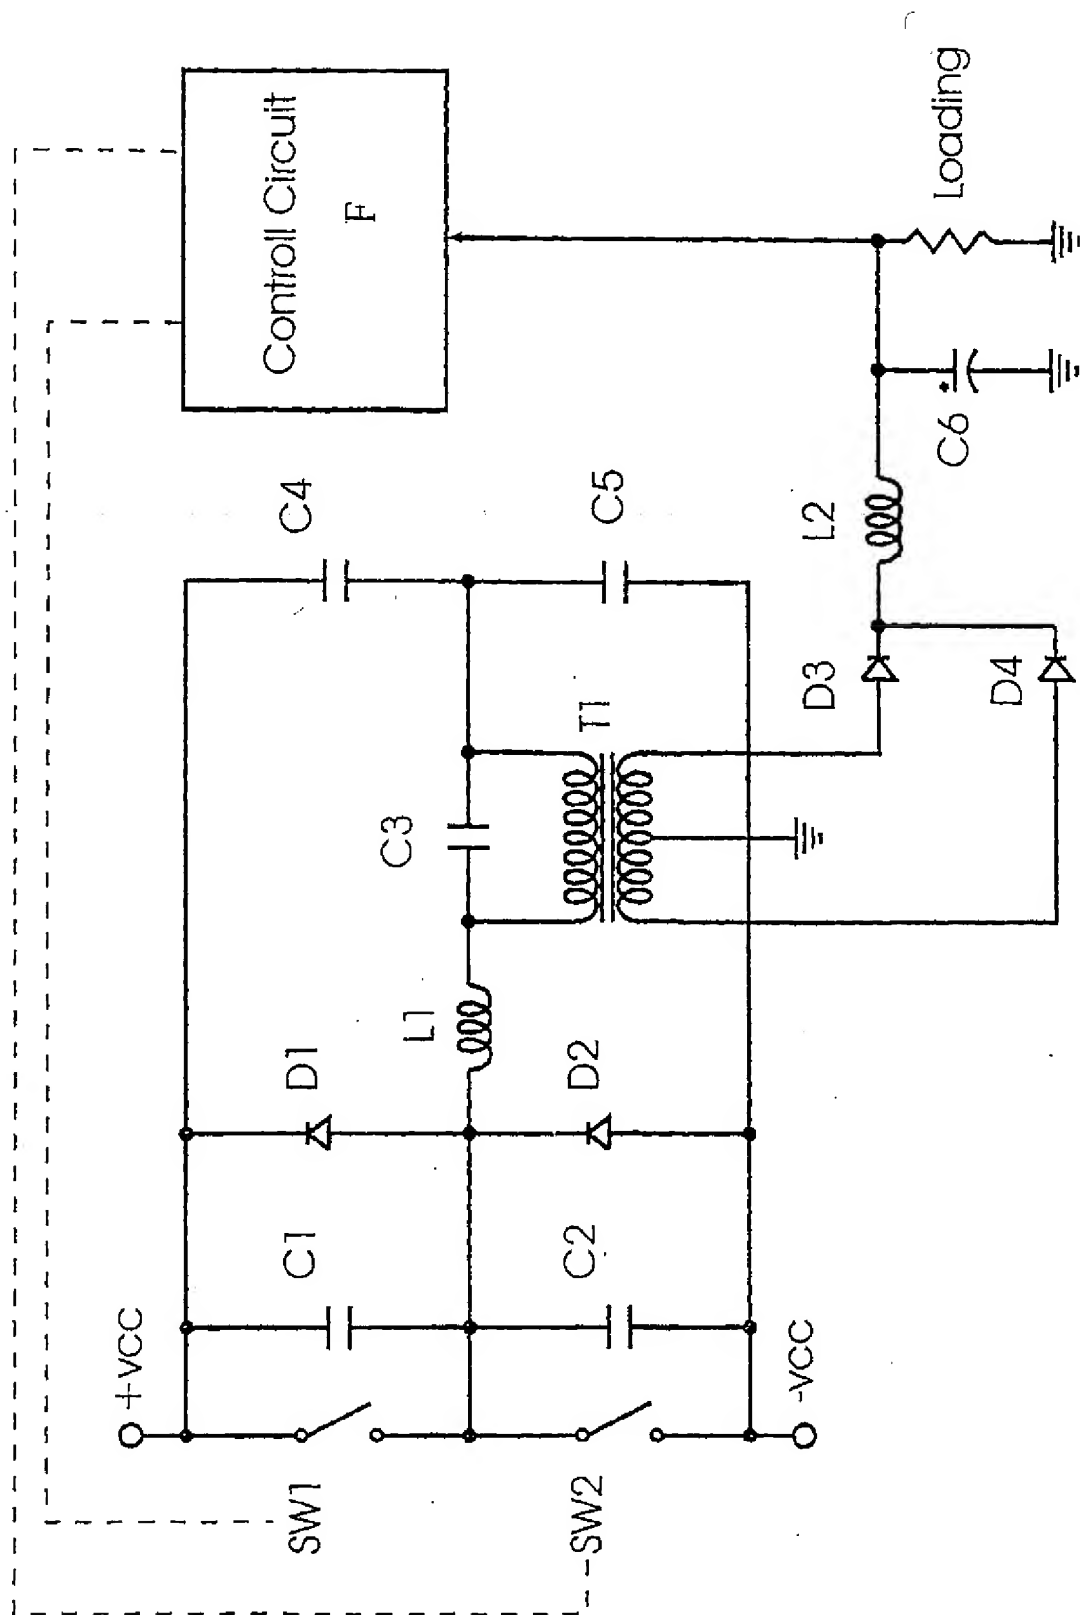 Controll Circuit
F
+VCC
C1
D1
C4
SW1
L1
C3
T1
SW2
C2
D2
C5
-VCC
D3
L2
D4
C6
Loading